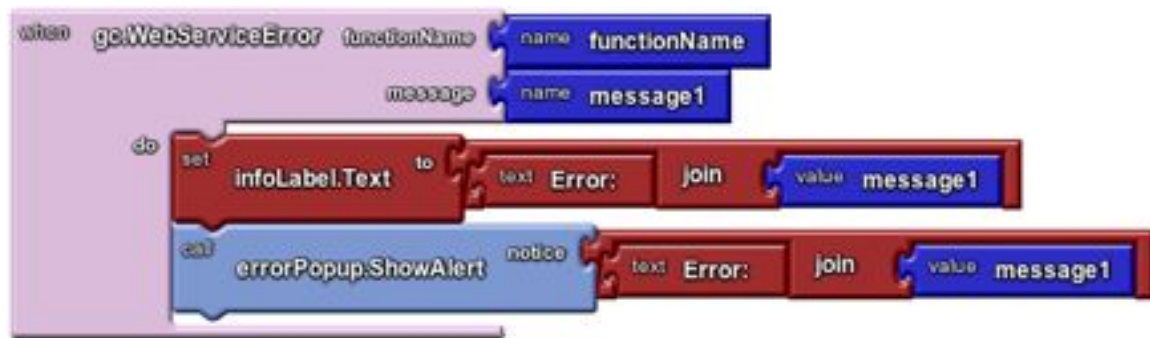 when gc.WebServiceError functionName name functionName
message name message1
do set infoLabel.Text to text Error: join value message1
call errorPopup.ShowAlert notice text Error: join value message1